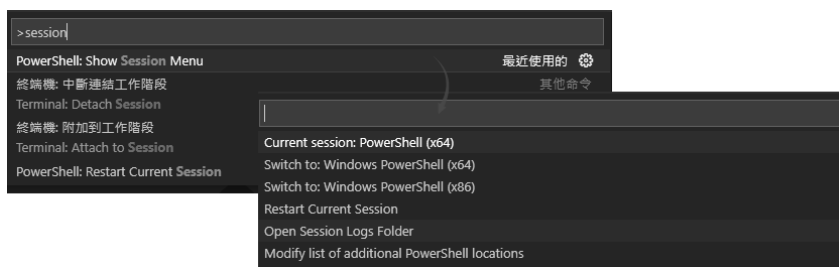 >session
PowerShell: Show Session Menu 最近使用的
終端機: 中斷連結工作階段 其他命令
Terminal: Detach Session
終端機: 附加到工作階段
Terminal: Attach to Session
PowerShell: Restart Current Session
Current session: PowerShell (x64)
Switch to: Windows PowerShell (x64)
Switch to: Windows PowerShell (x86)
Restart Current Session
Open Session Logs Folder
Modify list of additional PowerShell locations